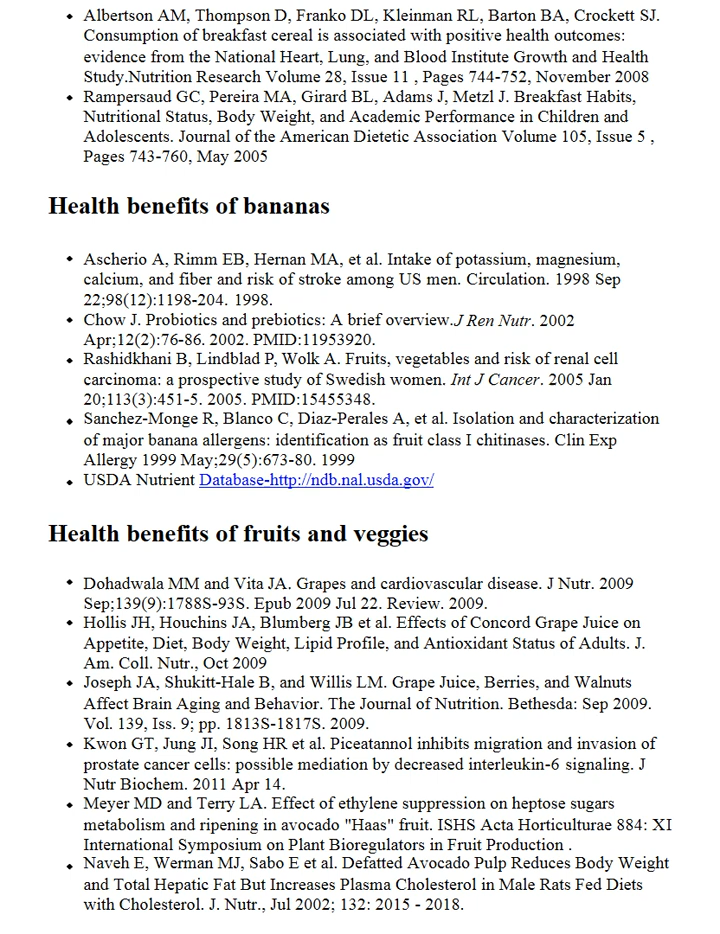 • Albertson AM, Thompson D, Franko DL, Kleinman RL, Barton BA, Crockett SJ.
Consumption of breakfast cereal is associated with positive health outcomes:
evidence from the National Heart, Lung, and Blood Institute Growth and Health
Study.Nutrition Research Volume 28, Issue 11 , Pages 744-752, November 2008
• Rampersaud GC, Pereira MA, Girard BL, Adams J, Metzl J. Breakfast Habits,
Nutritional Status, Body Weight, and Academic Performance in Children and
Adolescents. Journal of the American Dietetic Association Volume 105, Issue 5 ,
Pages 743-760, May 2005
Health benefits of bananas
• Ascherio A, Rimm EB, Hernan MA, et al. Intake of potassium, magnesium,
calcium, and fiber and risk of stroke among US men. Circulation. 1998 Sep
22;98(12):1198-204. 1998.
• Chow J. Probiotics and prebiotics: A brief overview.J Ren Nutr. 2002
Apr;12(2):76-86. 2002. PMID:11953920.
• Rashidkhani B, Lindblad P, Wolk A. Fruits, vegetables and risk of renal cell
carcinoma: a prospective study of Swedish women. Int J Cancer. 2005 Jan
20;113(3):451-5. 2005. PMID:15455348.
• Sanchez-Monge R, Blanco C, Diaz-Perales A, et al. Isolation and characterization
of major banana allergens: identification as fruit class I chitinases. Clin Exp
Allergy 1999 May;29(5):673-80. 1999
• USDA Nutrient Database-http://ndb.nal.usda.gov/
Health benefits of fruits and veggies
• Dohadwala MM and Vita JA. Grapes and cardiovascular disease. J Nutr. 2009
Sep;139(9):1788S-93S. Epub 2009 Jul 22. Review. 2009.
• Hollis JH, Houchins JA, Blumberg JB et al. Effects of Concord Grape Juice on
Appetite, Diet, Body Weight, Lipid Profile, and Antioxidant Status of Adults. J.
Am. Coll. Nutr., Oct 2009
• Joseph JA, Shukitt-Hale B, and Willis LM. Grape Juice, Berries, and Walnuts
Affect Brain Aging and Behavior. The Journal of Nutrition. Bethesda: Sep 2009.
Vol. 139, Iss. 9; pp. 1813S-1817S. 2009.
• Kwon GT, Jung JI, Song HR et al. Piceatannol inhibits migration and invasion of
prostate cancer cells: possible mediation by decreased interleukin-6 signaling. J
Nutr Biochem. 2011 Apr 14.
• Meyer MD and Terry LA. Effect of ethylene suppression on heptose sugars
metabolism and ripening in avocado "Haas" fruit. ISHS Acta Horticulturae 884: XI
International Symposium on Plant Bioregulators in Fruit Production .
• Naveh E, Werman MJ, Sabo E et al. Defatted Avocado Pulp Reduces Body Weight
and Total Hepatic Fat But Increases Plasma Cholesterol in Male Rats Fed Diets
with Cholesterol. J. Nutr., Jul 2002; 132: 2015 - 2018.